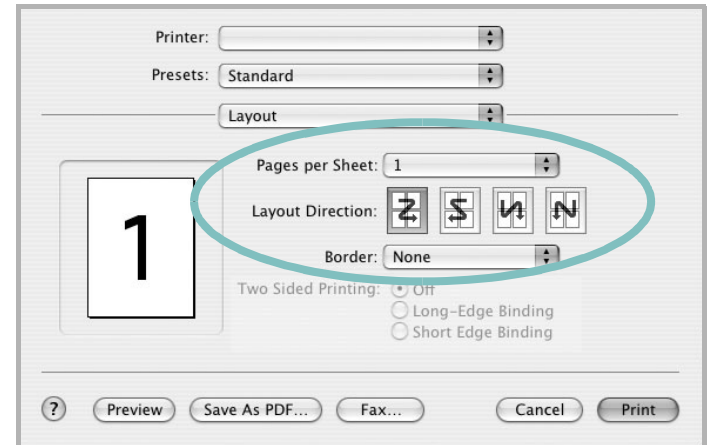 Printer:
Presets: Standard
Layout
Pages per Sheet: 1
Layout Direction:
Border: None
Two Sided Printing: Off
Long-Edge Binding
Short Edge Binding
1
? Preview Save As PDF... Fax... Cancel Print